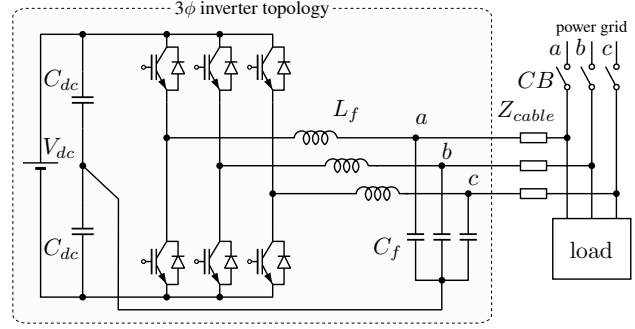 3ϕ inverter topology
power grid
a b c
CB
C_dc
L_f
Z_cable
a
V_dc
b
c
C_dc
C_f
load